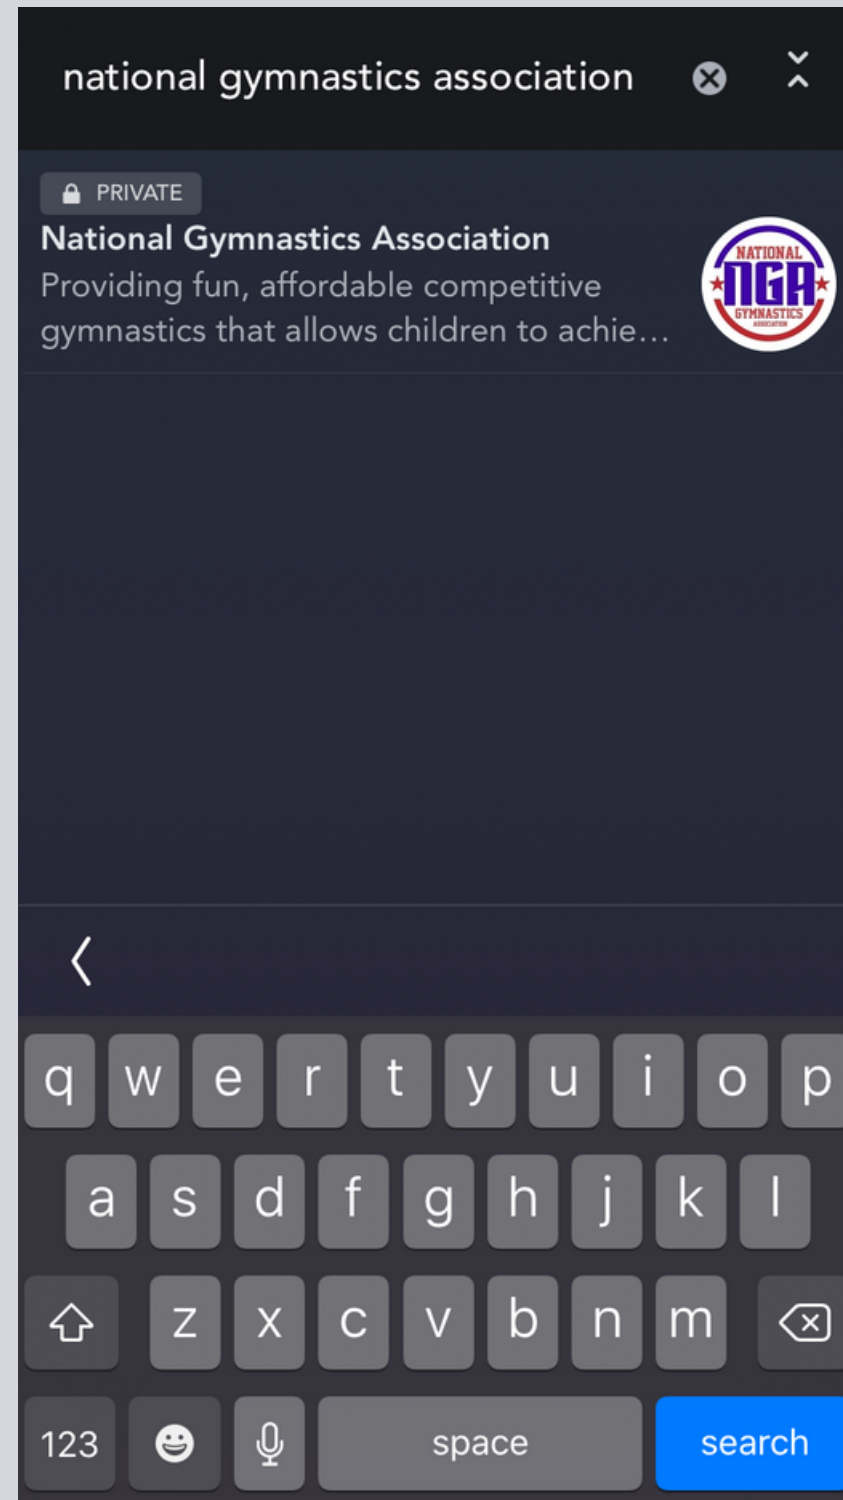 national gymnastics association
PRIVATE
National Gymnastics Association
Providing fun, affordable competitive
gymnastics that allows children to achie...
NATIONAL
NGA
GYMNASTICS
ASSOCIATION
q w e r t y u i o p
a s d f g h j k l
z x c v b n m
123 space search